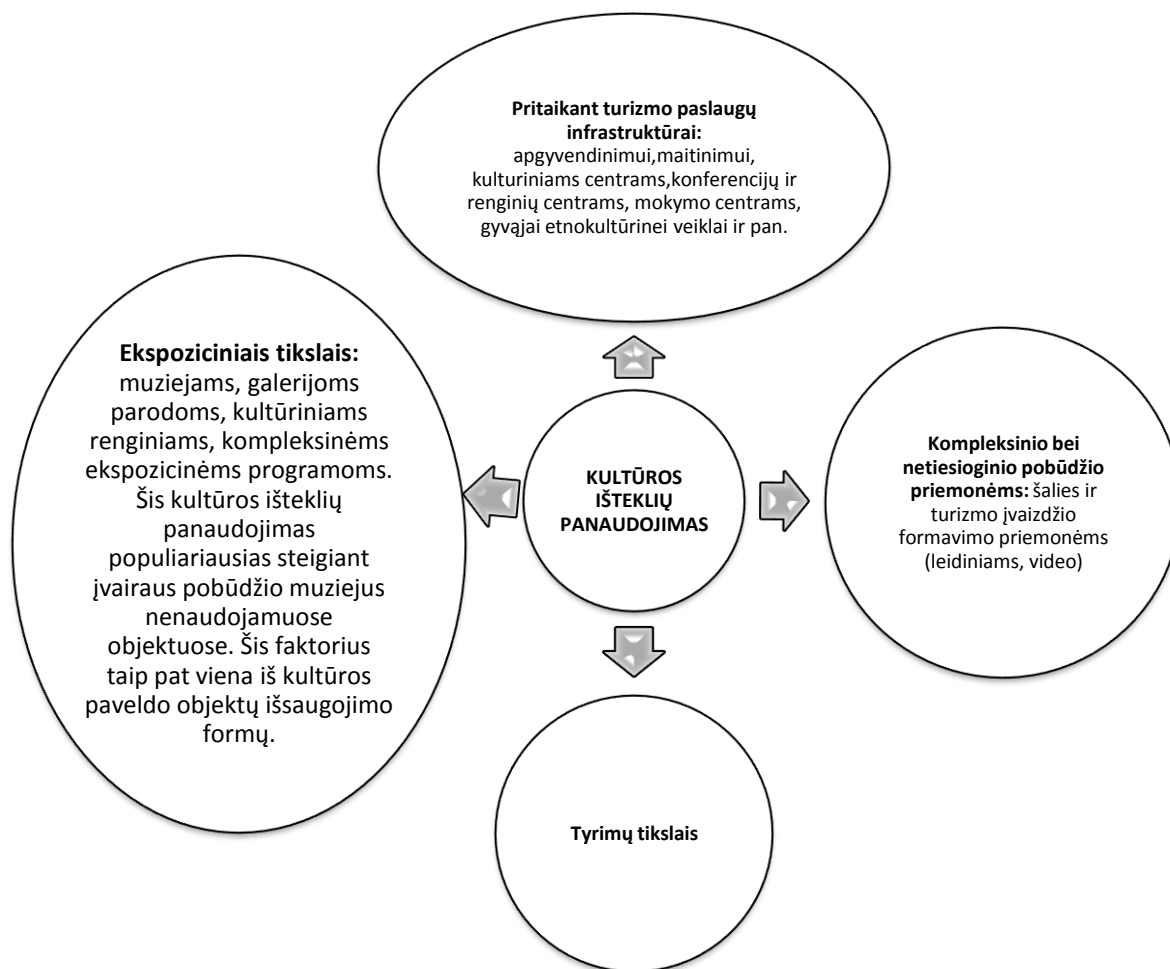 Pritaikant turizmo paslaugų
infrastruktūrai:
apgyvendinimui,maitinimui,
kulturiniams centrams,konferencijų ir
renginių centrams, mokymo centrams,
gyvajai etnokultūrinei veiklai ir pan.
Ekspoziciniais tikslais:
muziejams, galerijoms
parodoms, kultūriniams
renginiams, kompleksinėms
ekspozicinėms programoms.
Šis kultūros išteklių
panaudojimas
populiariausias steigiant
įvairaus pobūdžio muziejus
nenaudojamuose
objektuose. Šis faktorius
taip pat viena iš kultūros
paveldo objektų išsaugojimo
formų.
KULTŪROS
IŠTEKLIŲ
PANAUDOJIMAS
Kompleksinio bei
netiesioginio pobūdžio
priemonėms: šalies ir
turizmo įvaizdžio
formavimo priemonėms
(leidiniams, video)
Tyrimų tikslais